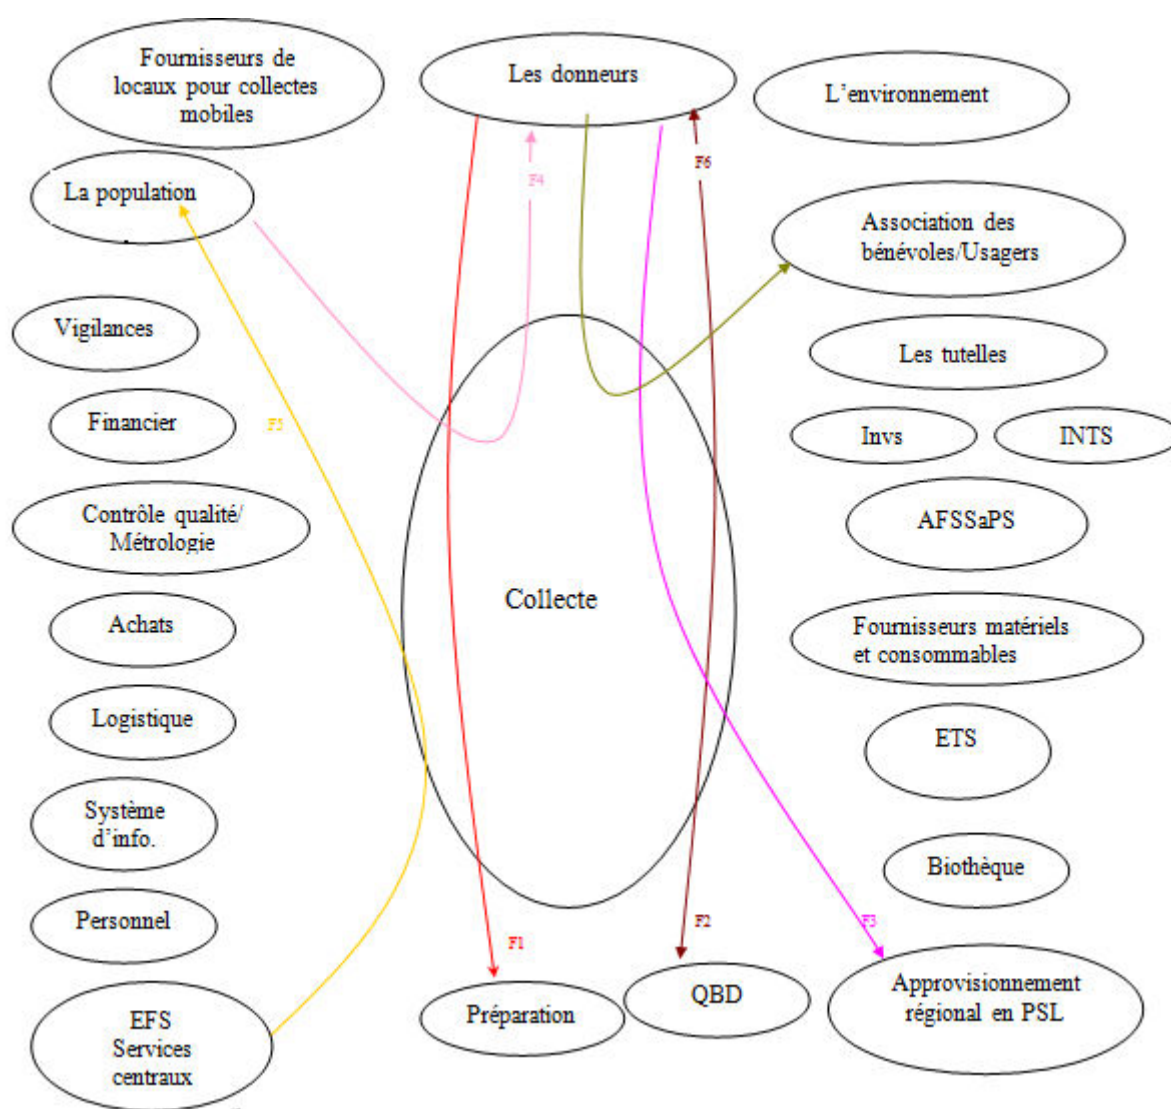 Fournisseurs de
locaux pour collectes
mobiles
Les donneurs
L'environnement
La population
F4
F6
Association des
bénévoles/Usagers
Vigilances
Les tutelles
Financier
F5
Invs
INTS
Contrôle qualité/
Métrologie
AFSSaPS
Collecte
Achats
Fournisseurs matériels
et consommables
Logistique
ETS
Système
d'info.
Biothèque
Personnel
F1
F2
F3
EFS
Services
centraux
Préparation
QBD
Approvisionnement
régional en PSL